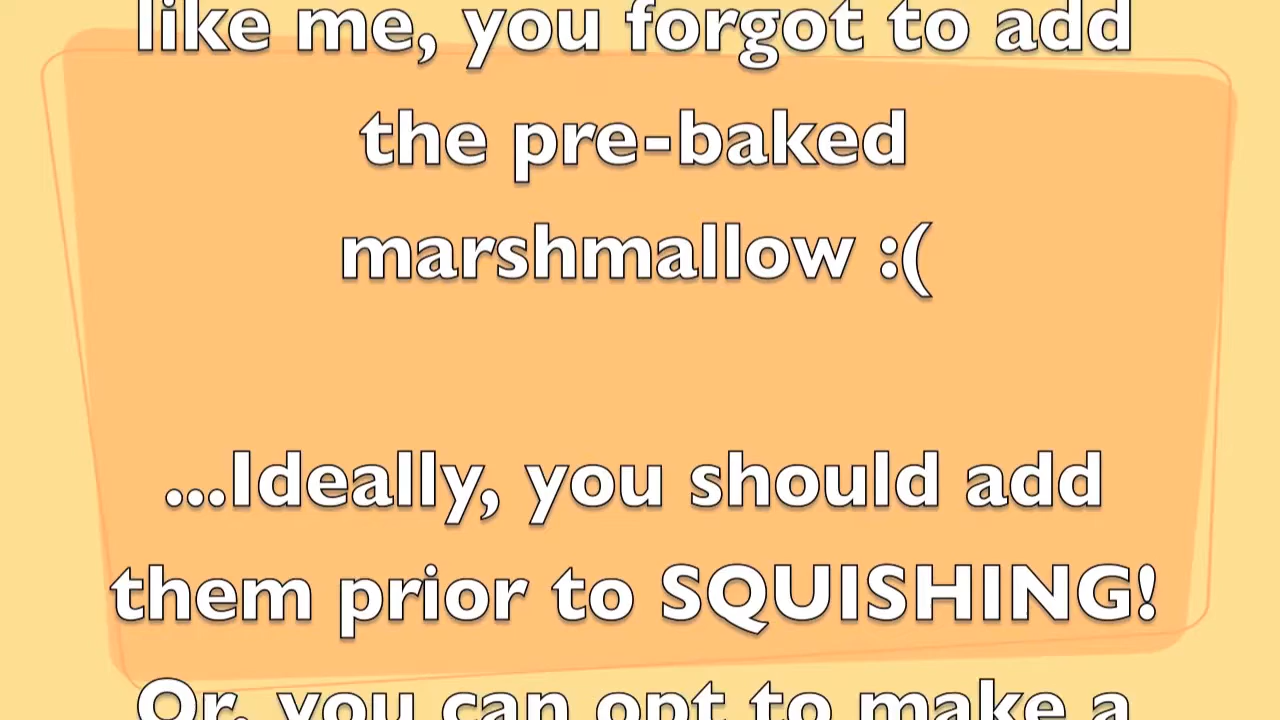 like me, you forgot to add
the pre-baked
marshmallow :(
...Ideally, you should add
them prior to SQUISHING!
Or, you can opt to make a